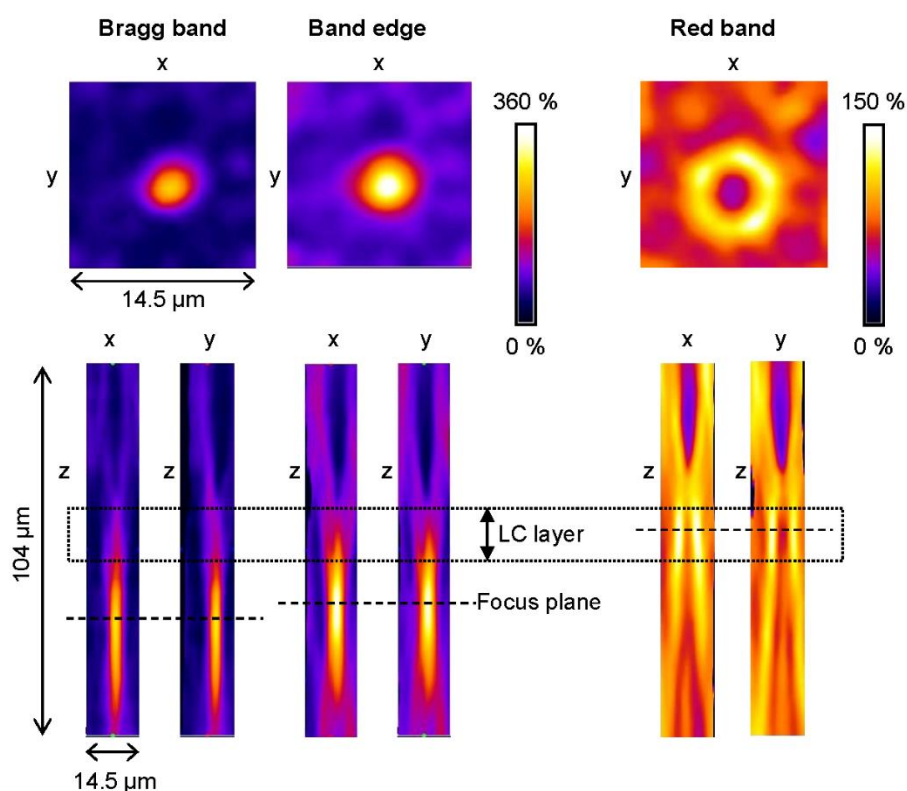 Bragg band
Band edge
Red band
x
x
x
360 %
150 %
y
y
y
14.5 µm
0 %
0 %
x
y
x
y
x
y
z
z
z
z
z
z
104 µm
LC layer
Focus plane
14.5 µm